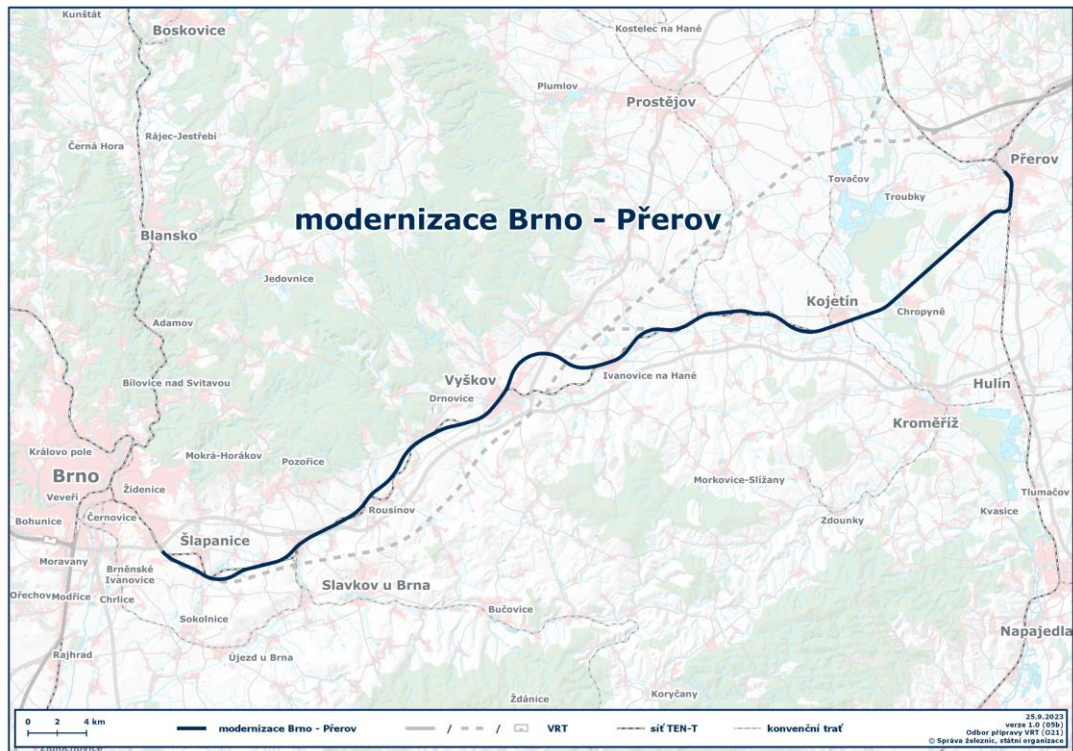 Kunštát
Boskovice
Kostelec na Hané
Plumlov
Prostějov
Rájec-Jestřebí
Černá Hora
Přerov
Tovačov
Troubky
modernizace Brno - Přerov
Blansko
Jedovnice
Kojetín
Chropyně
Adamov
Bílovice nad Svitavou
Vyškov
Drnovice
Ivanovice na Hané
Hulín
Kroměříž
Královo pole
Mokrá-Horákov
Pozořice
Brno
Židenice
Veveří
Morkovice-Slížany
Tlumačov
Kvasice
Rousínov
Zdounky
Bohunice
Černovice
Šlapanice
Moravany
Brněnské
Ivanovice
Slavkov u Brna
Ořechov
Modřice
Chrlice
Bučovice
Sokolnice
Napajedla
Rajhrad
Újezd u Brna
Ždánice
Koryčany
0 2 4 km
modernizace Brno - Přerov
/ /
VRT
síť TEN-T
konvenční trať
25.9.2023
verze 1.0 (05b)
Odbor přípravy VRT (O21)
© Správa železnic, státní organizace